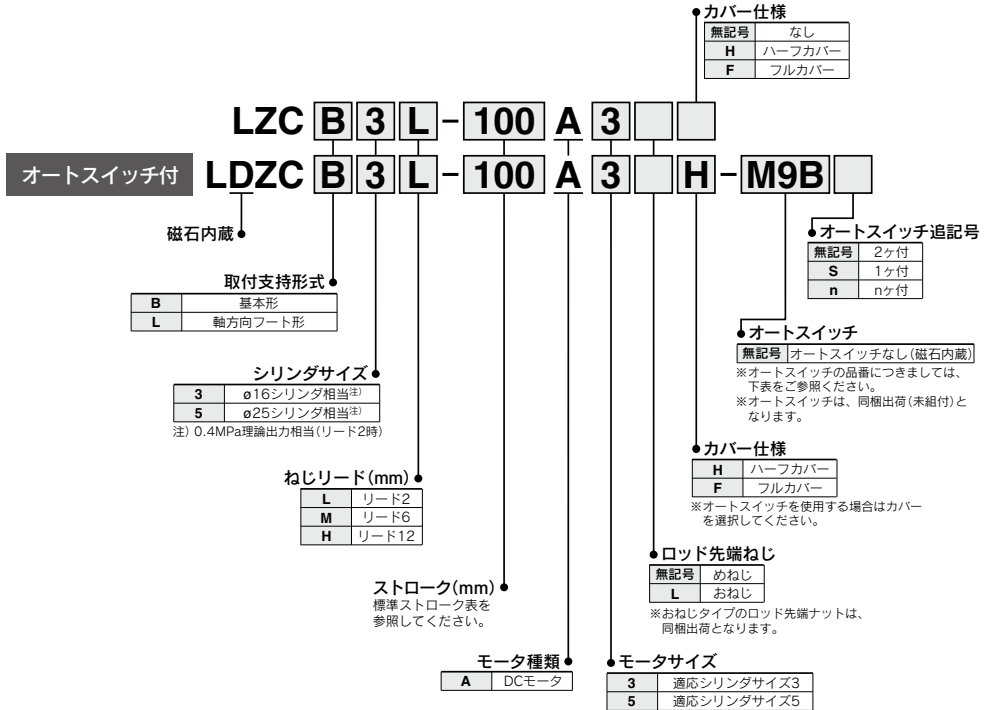 カバー仕様
無記号 なし
H ハーフカバー
F フルカバー
LZC B 3 L - 100 A 3
オートスイッチ付 LDZC B 3 L - 100 A 3 H - M9B
磁石内蔵
取付支持形式
B 基本形
L 軸方向フート形
シリンダサイズ
3 ø16シリンダ相当注)
5 ø25シリンダ相当注)
注) 0.4MPa理論出力相当(リード2時)
ねじリード(mm)
L リード2
M リード6
H リード12
ストローク(mm)
標準ストローク表を
参照してください。
モータ種類
A DCモータ
モータサイズ
3 適応シリンダサイズ3
5 適応シリンダサイズ5
ロッド先端ねじ
無記号 めねじ
L おねじ
※おねじタイプのロッド先端ナットは、
同梱出荷となります。
カバー仕様
H ハーフカバー
F フルカバー
※オートスイッチを使用する場合はカバー
を選択してください。
オートスイッチ
無記号 オートスイッチなし(磁石内蔵)
※オートスイッチの品番につきましては、
下表をご参照ください。
※オートスイッチは、同梱出荷(未組付)と
なります。
オートスイッチ追記号
無記号 2ヶ付
S 1ヶ付
n nヶ付